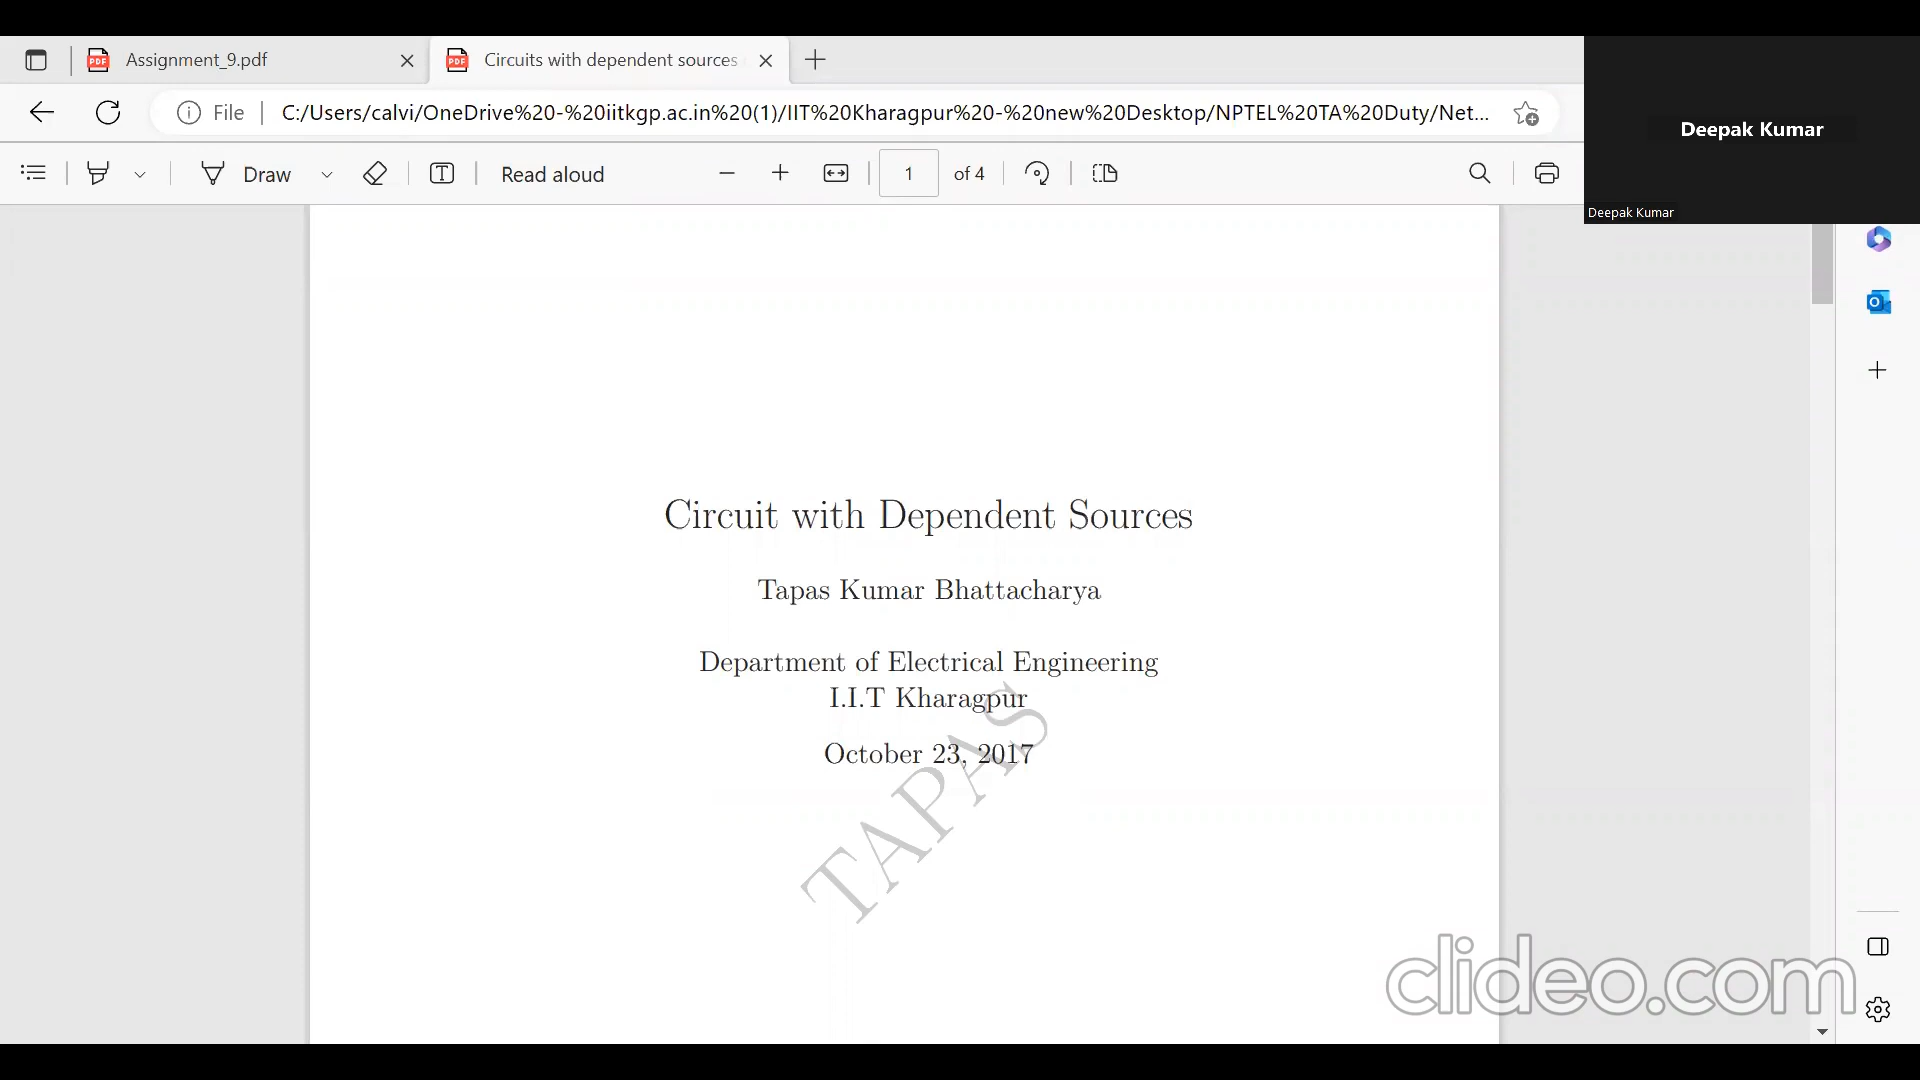 Assignment_9.pdf
Circuits with dependent sources
File
C:/Users/calvi/OneDrive%20-%20iitkgp.ac.in%20(1)/IIT%20Kharagpur%20-%20new%20Desktop/NPTEL%20TA%20Duty/Net...
Draw
Read aloud
1
of 4
Deepak Kumar
Deepak Kumar
Circuit with Dependent Sources
Tapas Kumar Bhattacharya
Department of Electrical Engineering
I.I.T Kharagpur
October 23, 2017
TAPAS
clideo.com